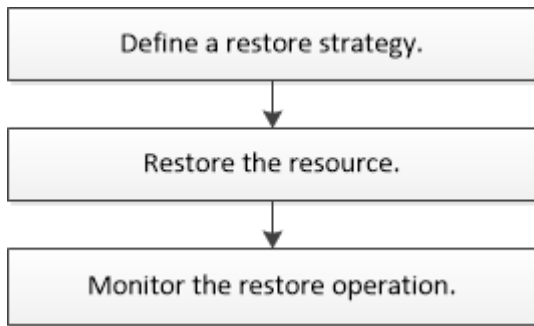 Define a restore strategy.
Restore the resource.
Monitor the restore operation.